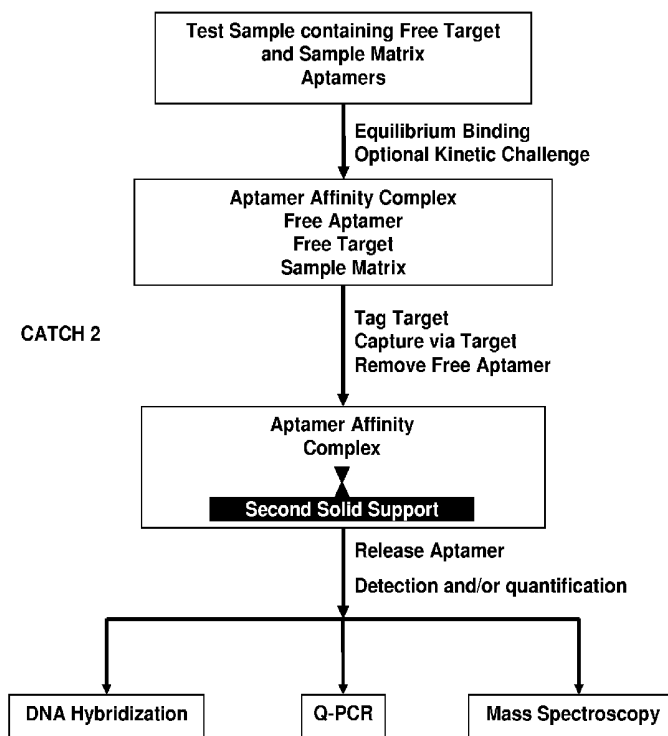 Test Sample containing Free Target
and Sample Matrix
Aptamers
Equilibrium Binding
Optional Kinetic Challenge
Aptamer Affinity Complex
Free Aptamer
Free Target
Sample Matrix
CATCH 2
Tag Target
Capture via Target
Remove Free Aptamer
Aptamer Affinity
Complex
Second Solid Support
Release Aptamer
Detection and/or quantification
DNA Hybridization
Q-PCR
Mass Spectroscopy